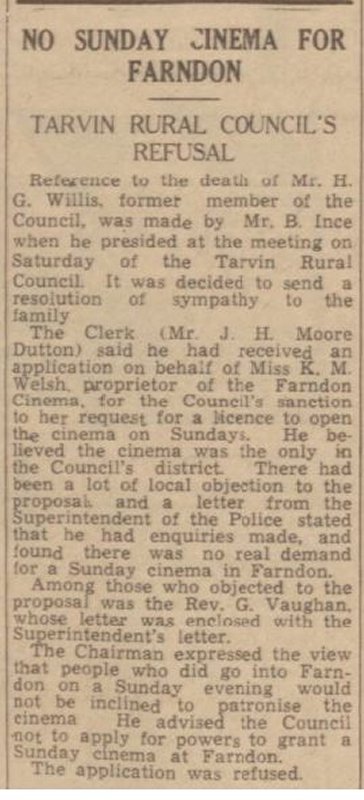 NO SUNDAY CINEMA FOR
FARNDON
TARVIN RURAL COUNCIL'S
REFUSAL
Reference to the death of Mr. H.
G. Willis, former member of the
Council, was made by Mr. B. Ince
when he presided at the meeting on
Saturday of the Tarvin Rural
Council. It was decided to send a
resolution of sympathy to the
family
The Clerk (Mr. J. H. Moore
Dutton) said he had received an
application on behalf of Miss K. M.
Welsh, proprietor of the Farndon
Cinema, for the Council's sanction
to her request for a licence to open
the cinema on Sundays. He be-
lieved the cinema was the only in
the Council's district. There had
been a lot of local objection to the
proposal, and a letter from the
Superintendent of the Police stated
that he had enquiries made, and
found there was no real demand
for a Sunday cinema in Farndon.
Among those who objected to the
proposal was the Rev. G. Vaughan,
whose letter was enclosed with the
Superintendent's letter.
The Chairman expressed the view
that people who did go into Farn-
don on a Sunday evening would
not be inclined to patronise the
cinema He advised the Council
not to apply for powers to grant a
Sunday cinema at Farndon.
The application was refused.